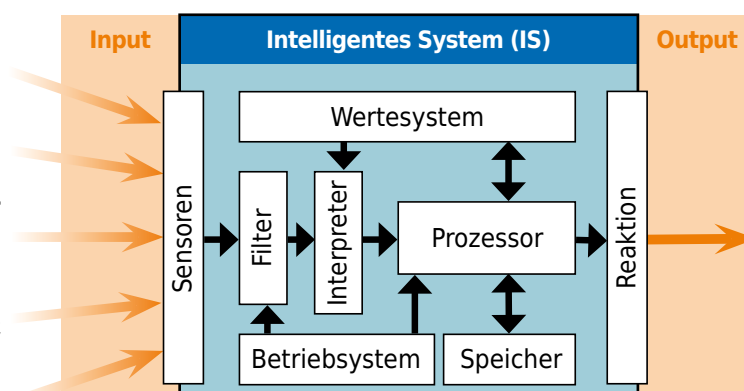 Input
Intelligentes System (IS)
Output
Wertesystem
Sensoren
Filter
Interpreter
Prozessor
Reaktion
Betriebsystem
Speicher